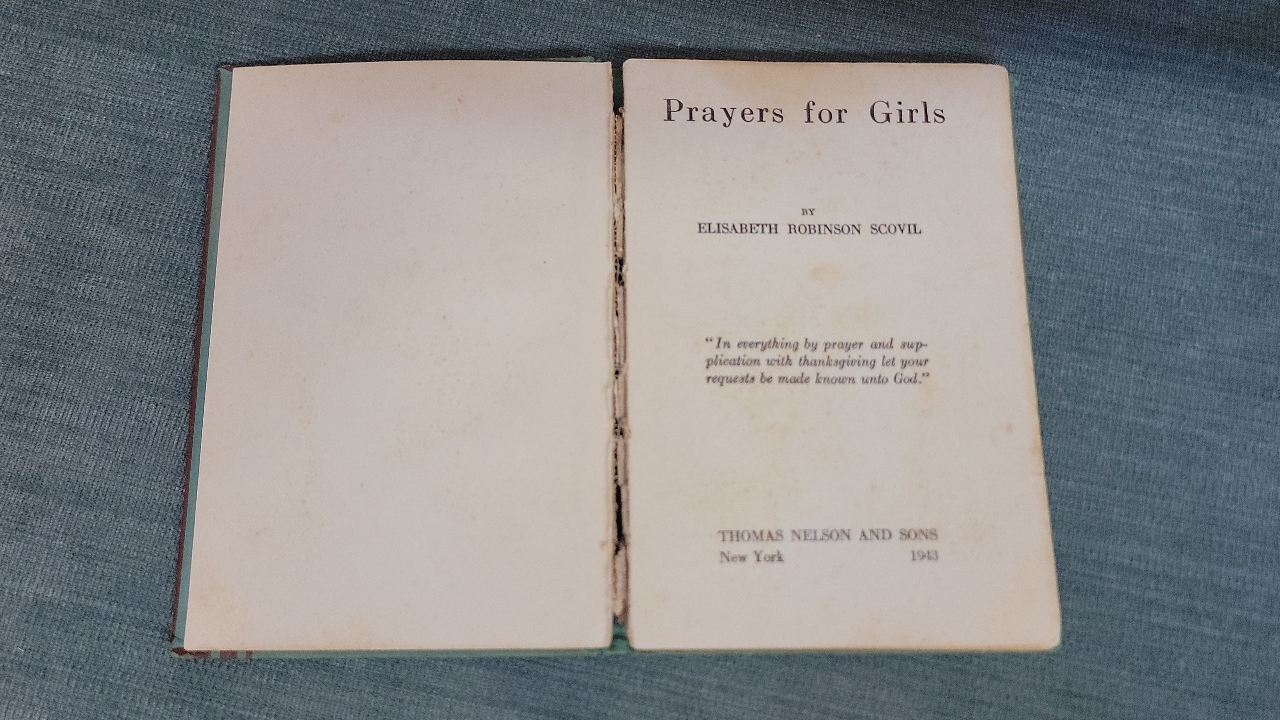 Prayers for Girls
BY
ELISABETH ROBINSON SCOVIL
"In everything by prayer and sup-
plication with thanksgiving let your
requests be made known unto God."
THOMAS NELSON AND SONS
New York 1943